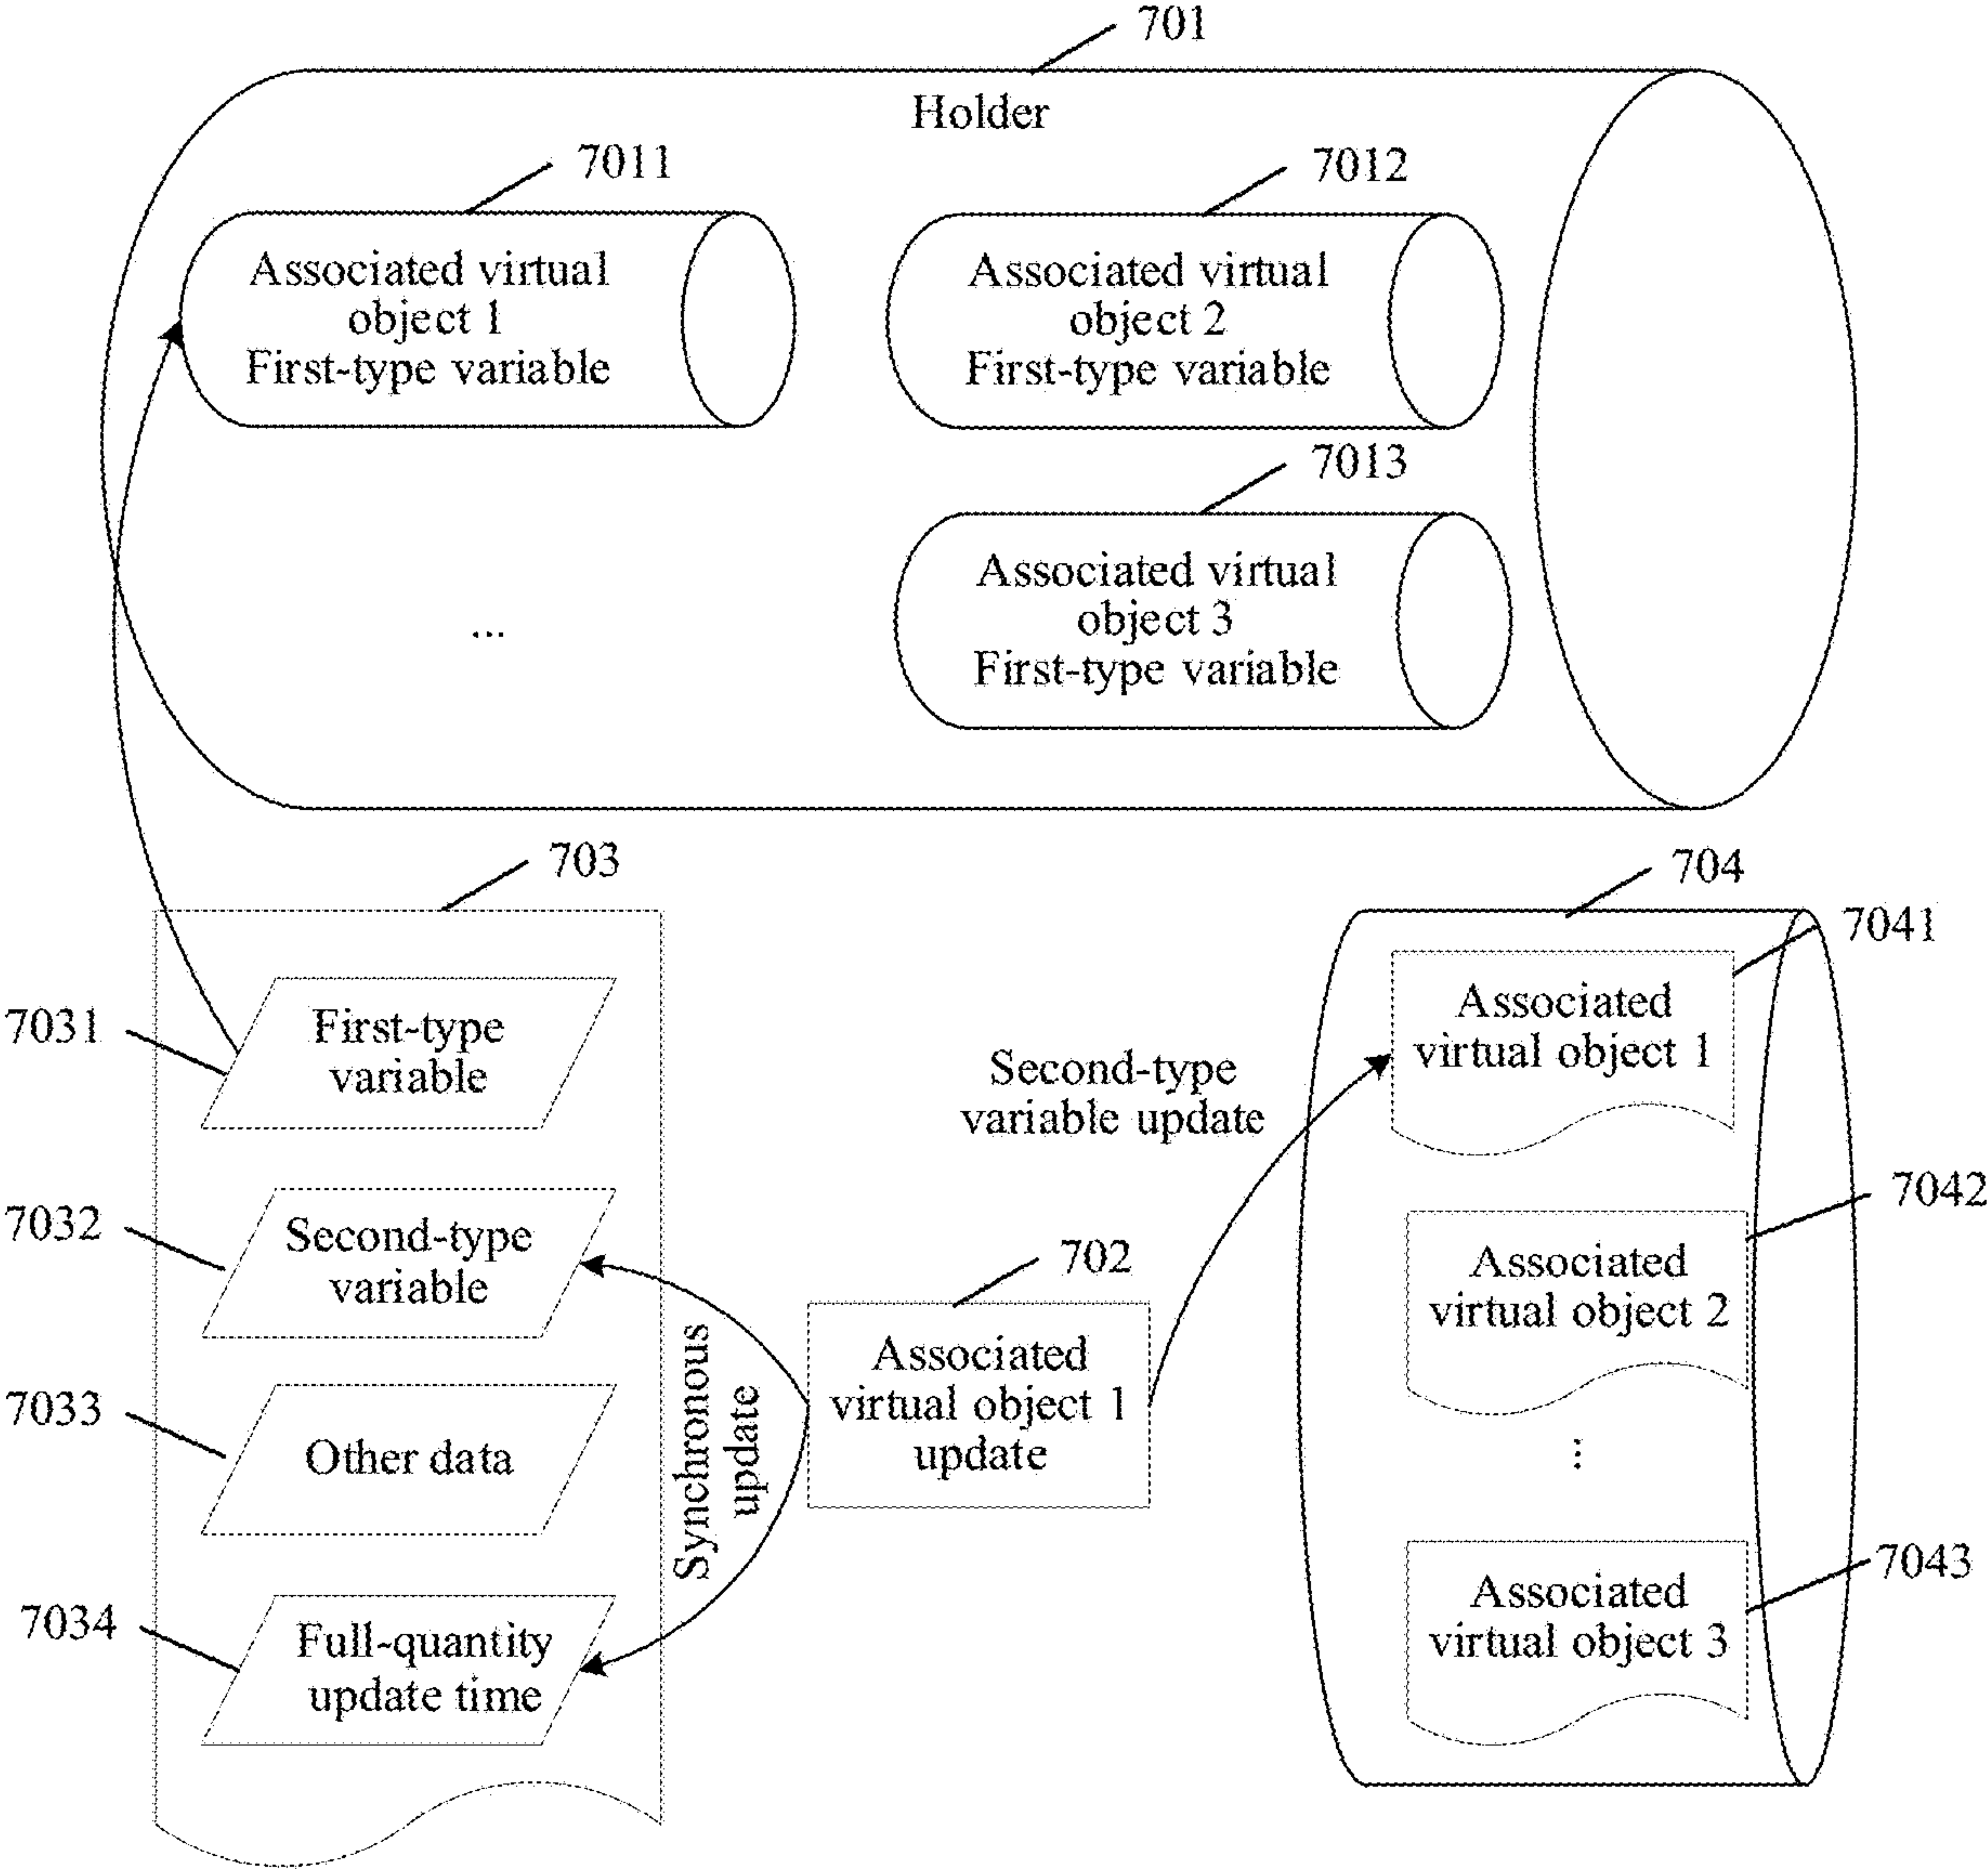 701
Holder
7011
7012
Associated virtual
object 1
First-type variable
Associated virtual
object 2
First-type variable
7013
Associated virtual
object 3
First-type variable
...
703
704
7041
7031
First-type
variable
Associated
virtual object 1
Second-type
variable update
7032
Second-type
variable
7042
Associated
virtual object 2
702
Associated
virtual object 1
update
Synchronous
update
7033
Other data
...
7043
Associated
virtual object 3
7034
Full-quantity
update time